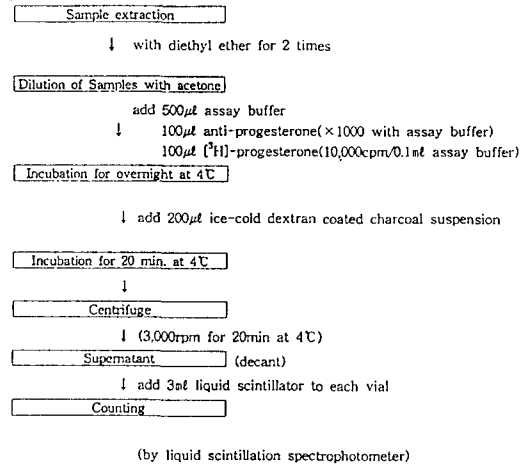 Sample extraction
↓ with diethyl ether for 2 times
Dilution of Samples with acetone
add 500μℓ assay buffer
↓ 100μℓ anti-progesterone(×1000 with assay buffer)
100μℓ [³H]-progesterone(10,000cpm/0.1mℓ assay buffer)
Incubation for overnight at 4℃
↓ add 200μℓ ice-cold dextran coated charcoal suspension
Incubation for 20 min. at 4℃
↓
Centrifuge
↓ (3,000rpm for 20min at 4℃)
Supernatant (decant)
↓ add 3mℓ liquid scintillator to each vial
Counting
(by liquid scintillation spectrophotometer)